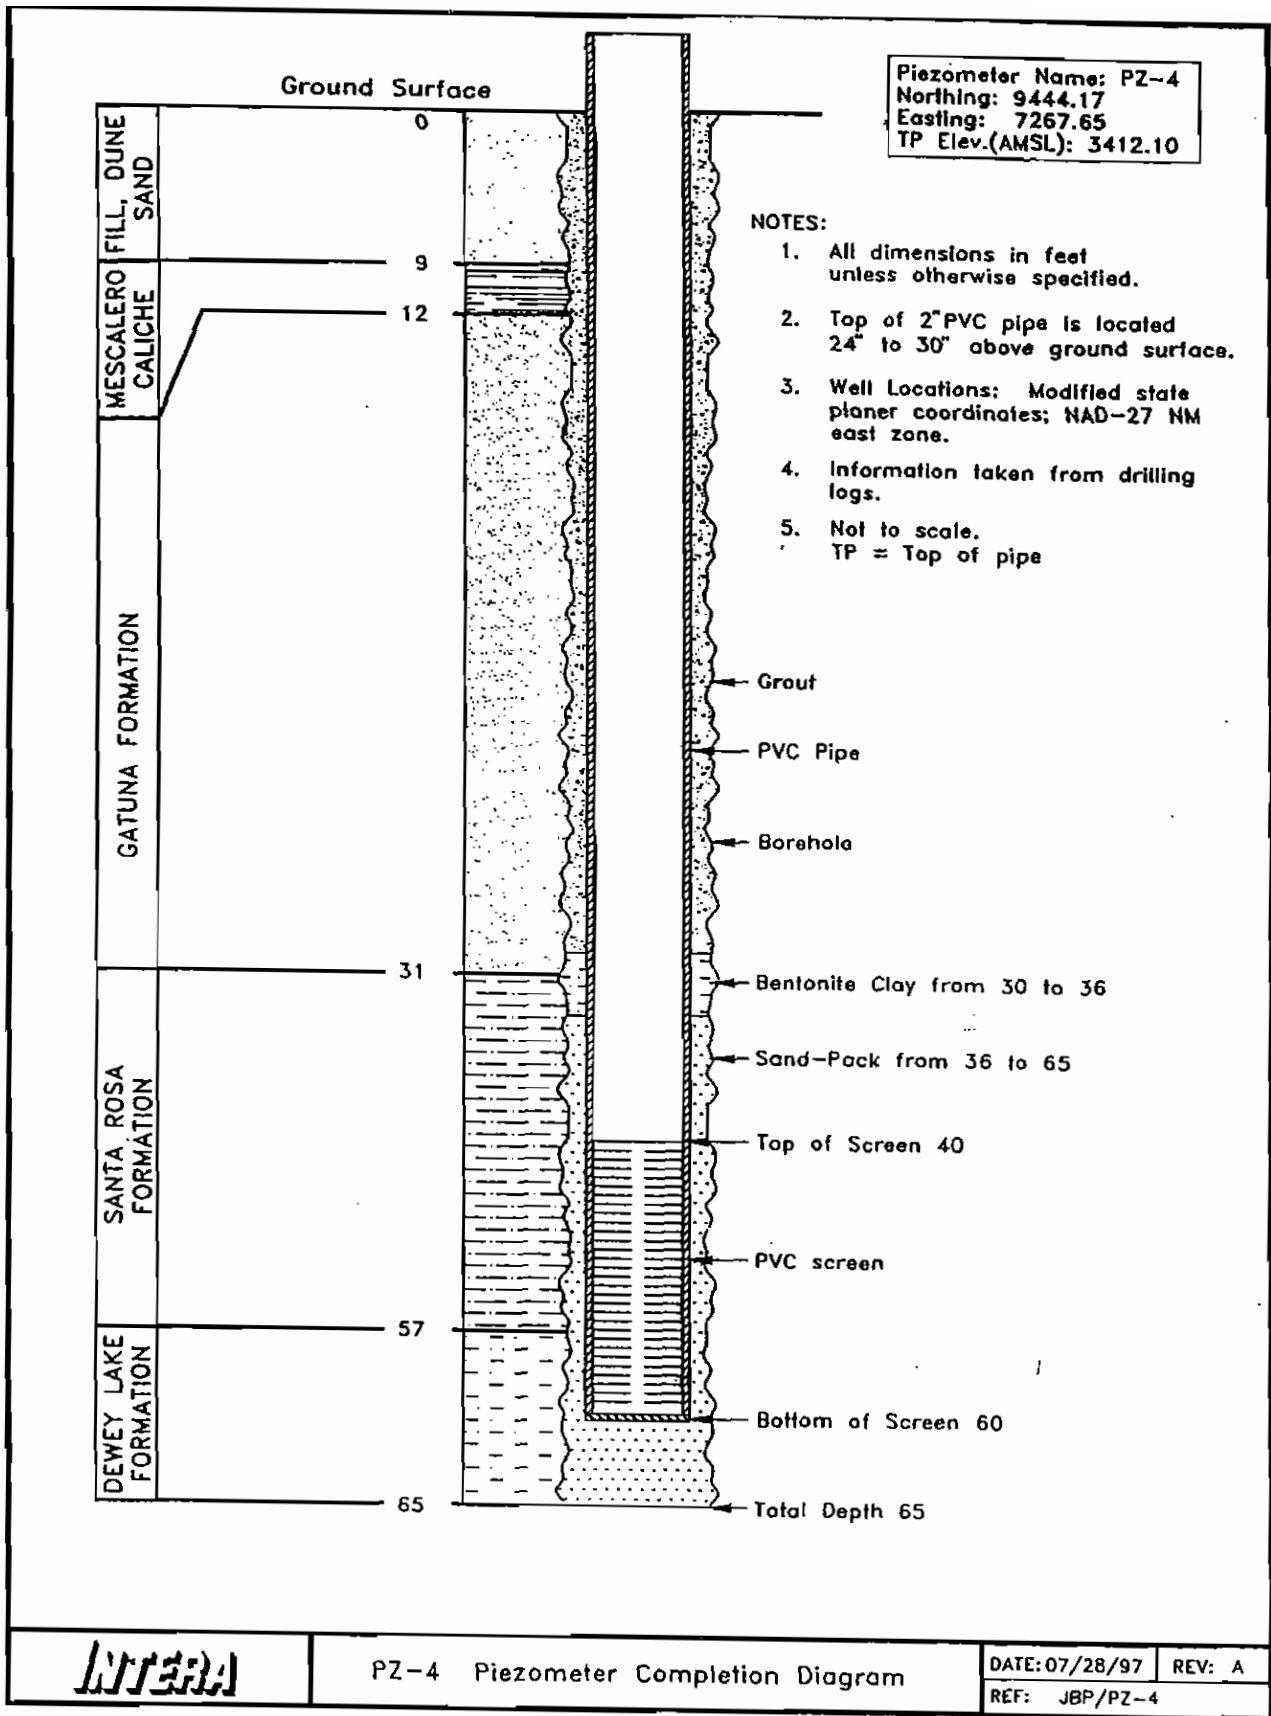 Ground Surface
Piezometer Name: PZ-4
Northing: 9444.17
Easting: 7267.65
TP Elev.(AMSL): 3412.10
FILL, DUNE
SAND
MESCALERO
CALICHE
GATUNA FORMATION
SANTA ROSA
FORMATION
DEWEY LAKE
FORMATION
0
9
12
31
57
65
NOTES:
1. All dimensions in feet
unless otherwise specified.
2. Top of 2"PVC pipe is located
24" to 30" above ground surface.
3. Well Locations: Modified state
planer coordinates; NAD-27 NM
east zone.
4. Information taken from drilling
logs.
5. Not to scale.
TP = Top of pipe
Grout
PVC Pipe
Borehole
Bentonite Clay from 30 to 36
Sand-Pack from 36 to 65
Top of Screen 40
PVC screen
Bottom of Screen 60
Total Depth 65
INTERA
PZ-4 Piezometer Completion Diagram
DATE: 07/28/97
REV: A
REF: JBP/PZ-4